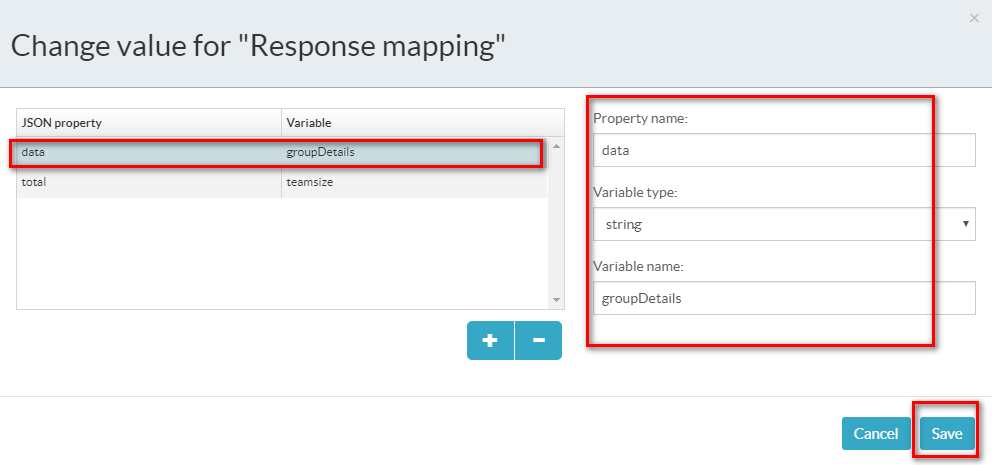 ×
Change value for "Response mapping"
JSON property Variable
data groupDetails
total teamsize
+ −
Property name:
data
Variable type:
string
Variable name:
groupDetails
Cancel Save